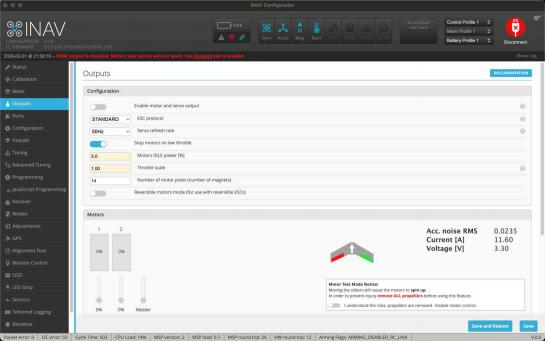 INAV Configurator
INAV
CONFIGURATOR 9.0.0
FC FIRMWARE
Gyro Accel Mag Baro
Control Profile 1
Mixer Profile 1
Battery Profile 1
Disconnect
2026-02-01 @ 21:50:10 -- PWM output is disabled. Motors and servos will not work. Use Outputs tab to enable!
Show Log
Status
Calibration
Mixer
Outputs
Ports
Configuration
Failsafe
Tuning
Advanced Tuning
Programming
JavaScript Programming
Receiver
Modes
Adjustments
GPS
Alignment Tool
Mission Control
OSD
LED Strip
Sensors
Tethered Logging
Blackbox
Outputs
DOCUMENTATION
Configuration
Enable motor and servo output
STANDARD ESC protocol
50Hz Servo refresh rate
Stop motors on low throttle
5.0 Motors IDLE power [%]
1.00 Throttle scale
14 Number of motor poles (number of magnets)
Reversible motors mode (for use with reversible ESCs)
Motors
1 2
0% 0%
0% 0% Master
Acc. noise RMS 0.0235
Current [A] 11.60
Voltage [V] 3.30
Motor Test Mode Notice:
Moving the sliders will cause the motors to spin up.
In order to prevent injury remove ALL propellers before using this feature.
I understand the risks, propellers are removed - Enable motor control.
Save and Reboot Save
Packet error: 0 I2C error: 50 Cycle Time: 503 CPU Load: 14% MSP version: 2 MSP load: 0.7 MSP round trip: 26 HW round trip: 12 Arming Flags: ARMING_DISABLED_RC_LINK 9.0.0